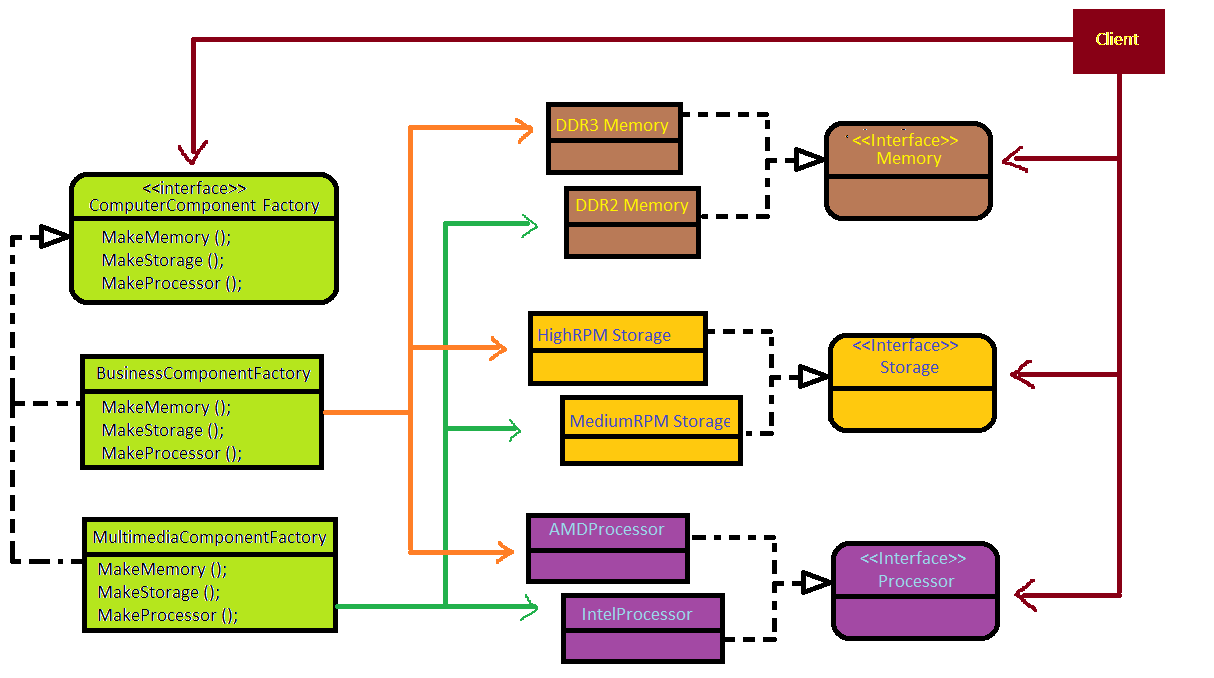 Client
<<interface>>
ComputerComponent Factory
MakeMemory ();
MakeStorage ();
MakeProcessor ();
BusinessComponentFactory
MakeMemory ();
MakeStorage ();
MakeProcessor ();
MultimediaComponentFactory
MakeMemory ();
MakeStorage ();
MakeProcessor ();
DDR3 Memory
DDR2 Memory
<<Interface>>
Memory
HighRPM Storage
MediumRPM Storage
<<Interface>>
Storage
AMDProcessor
IntelProcessor
<<Interface>>
Processor